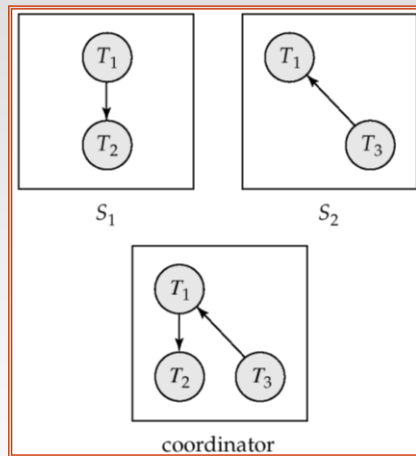 T₁
T₂
S₁
T₁
T₃
S₂
T₁
T₂
T₃
coordinator